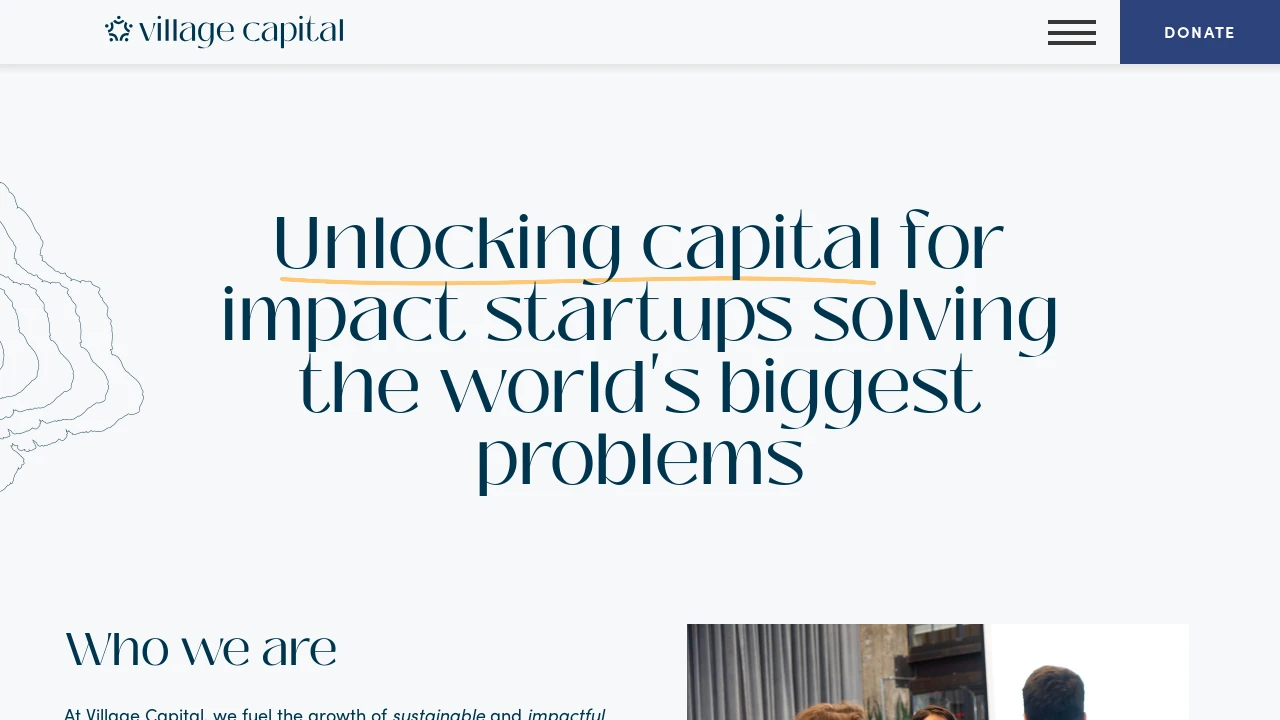 village capital
DONATE
Unlocking capital for
impact startups solving
the world's biggest
problems
Who we are
At Village Capital, we fuel the growth of sustainable and impactful